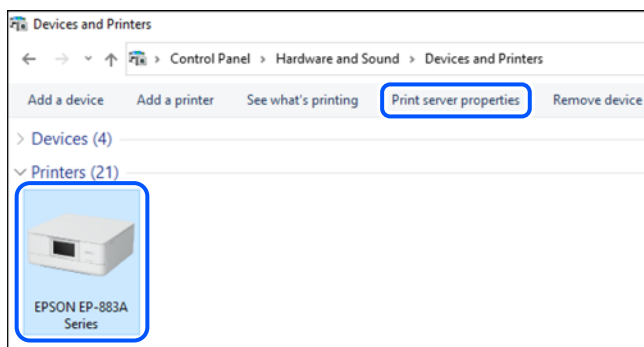 Devices and Printers
Control Panel > Hardware and Sound > Devices and Printers
Add a device Add a printer See what's printing Print server properties Remove device
Devices (4)
Printers (21)
EPSON EP-883A
Series